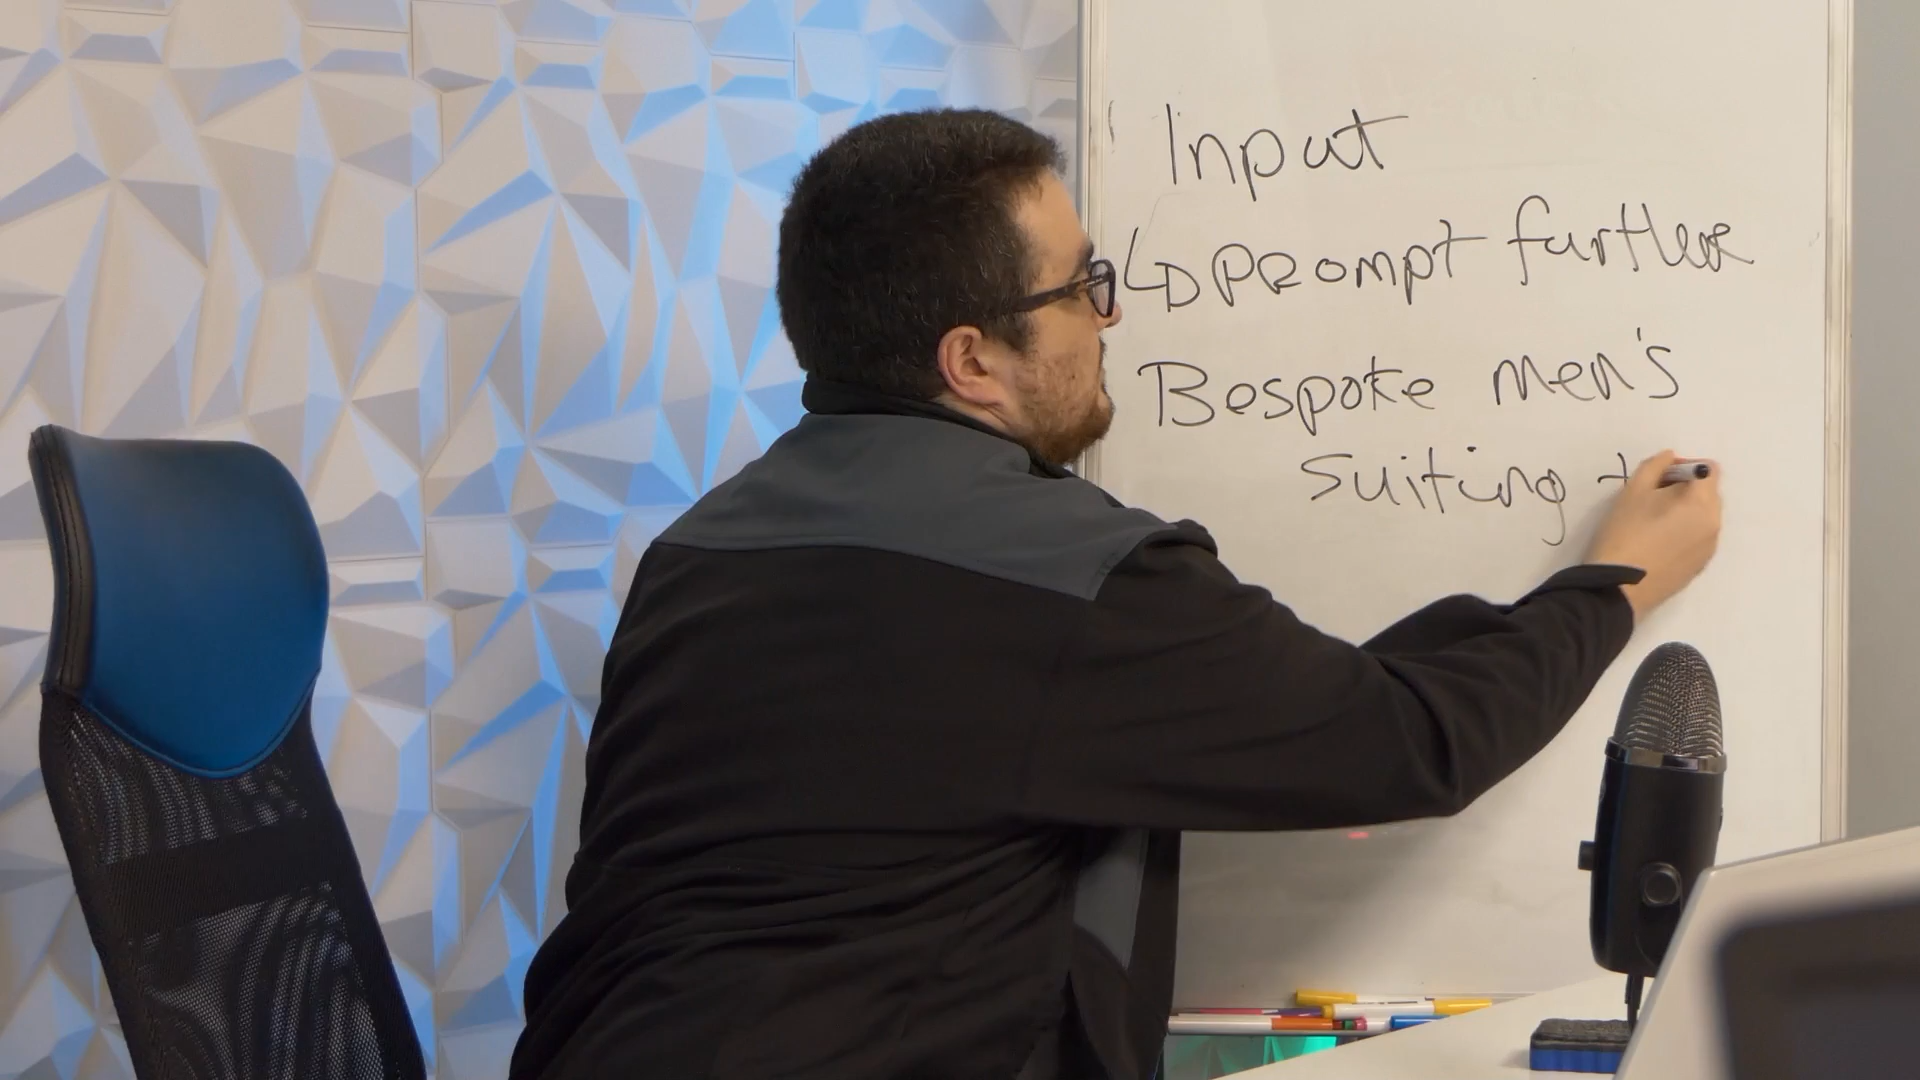 Input
↳ PRompt further
Bespoke men's
suiting